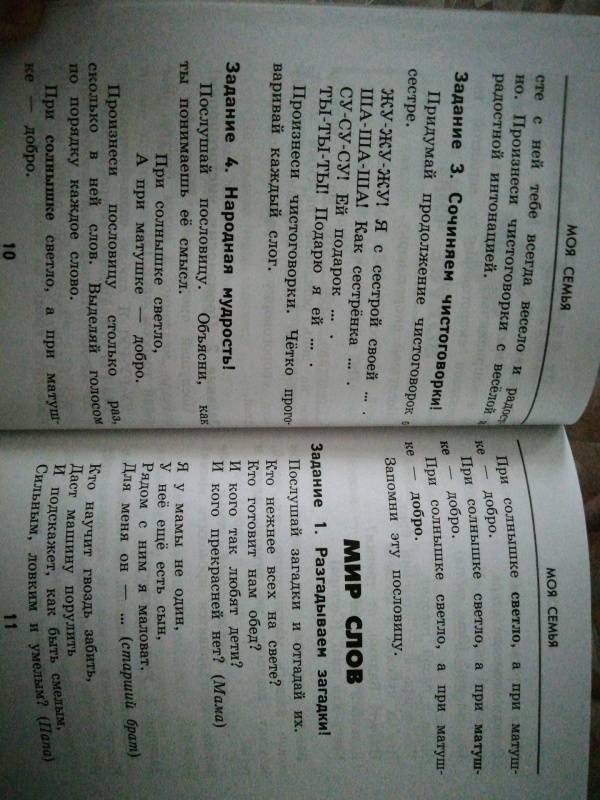 МОЯ СЕМЬЯ
сте с ней тебе всегда весело и радост-
но. Произнеси чистоговорки с весёлой и
радостной интонацией.
Задание 3. Сочиняем чистоговорки!
Придумай продолжение чистоговорок о
сестре.
ЖУ-ЖУ-ЖУ! Я с сестрой своей ... .
ША-ША-ША! Как сестрёнка ... .
СУ-СУ-СУ! Ей подарок ... .
ТЫ-ТЫ-ТЫ! Подарю я ей ... .
Произнеси чистоговорки. Чётко прого-
варивай каждый слог.
Задание 4. Народная мудрость!
Послушай пословицу. Объясни, как
ты понимаешь её смысл.
При солнышке светло,
А при матушке — добро.
Произнеси пословицу столько раз,
сколько в ней слов. Выделяй голосом
по порядку каждое слово.
При солнышке светло, а при матуш-
ке — добро.
10
МОЯ СЕМЬЯ
При солнышке светло, а при матуш-
ке — добро.
При солнышке светло, а при матуш-
ке — добро.
При солнышке светло, а при матуш-
ке — добро.
Запомни эту пословицу.
МИР СЛОВ
Задание 1. Разгадываем загадки!
Послушай загадки и отгадай их.
Кто нежнее всех на свете?
Кто готовит нам обед?
И кого так любят дети?
И кого прекрасней нет? (Мама)
Я у мамы не один,
У неё ещё есть сын,
Рядом с ним я маловат.
Для меня он — ... (старший брат)
Кто научит гвоздь забить,
Даст машину порулить
И подскажет, как быть смелым,
Сильным, ловким и умелым? (Папа)
11